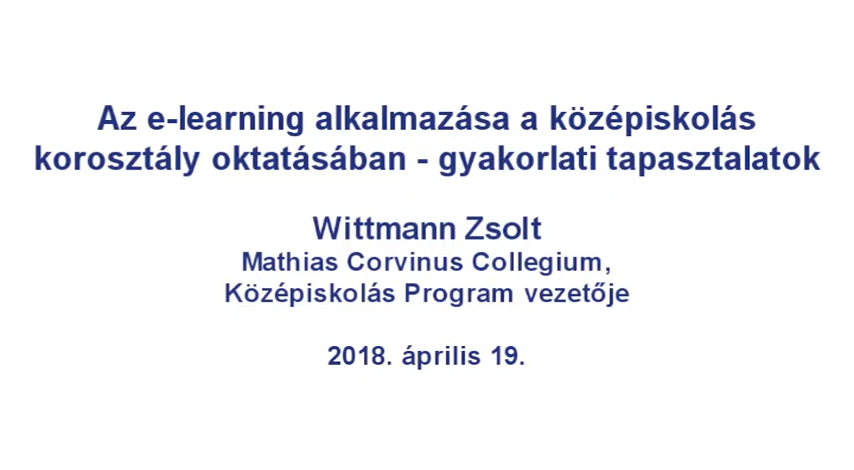 Az e-learning alkalmazása a középiskolás
korosztály oktatásában - gyakorlati tapasztalatok
Wittmann Zsolt
Mathias Corvinus Collegium,
Középiskolás Program vezetője
2018. április 19.